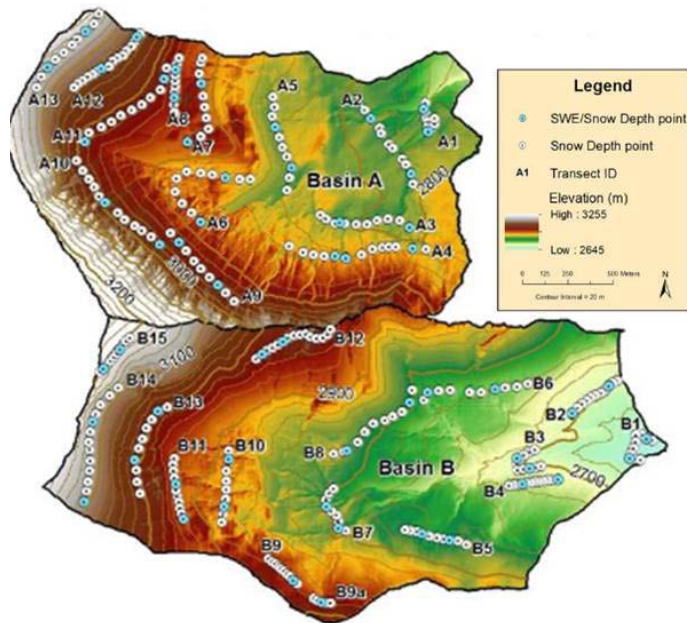 A13
A12
A11
A10
A8
A7
A5
A2
A1
2800
Basin A
A6
A3
A4
3000
3200
A9
Legend
SWE/Snow Depth point
Snow Depth point
A1 Transect ID
Elevation (m)
High : 3255
Low : 2645
0 125 250 500 Meters
N
Contour Interval = 20 m
B15
3100
B12
B14
2900
B6
B13
B2
B1
B11
B10
B3
B8
Basin B
2700
B4
B7
B5
B9
B9a